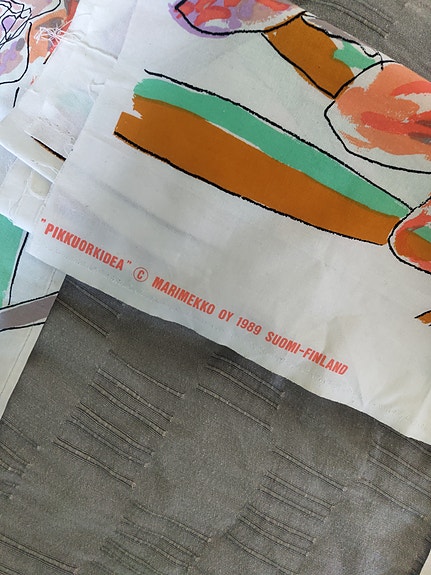 "PIKKUORKIDEA" © MARIMEKKO OY 1989 SUOMI-FINLAND